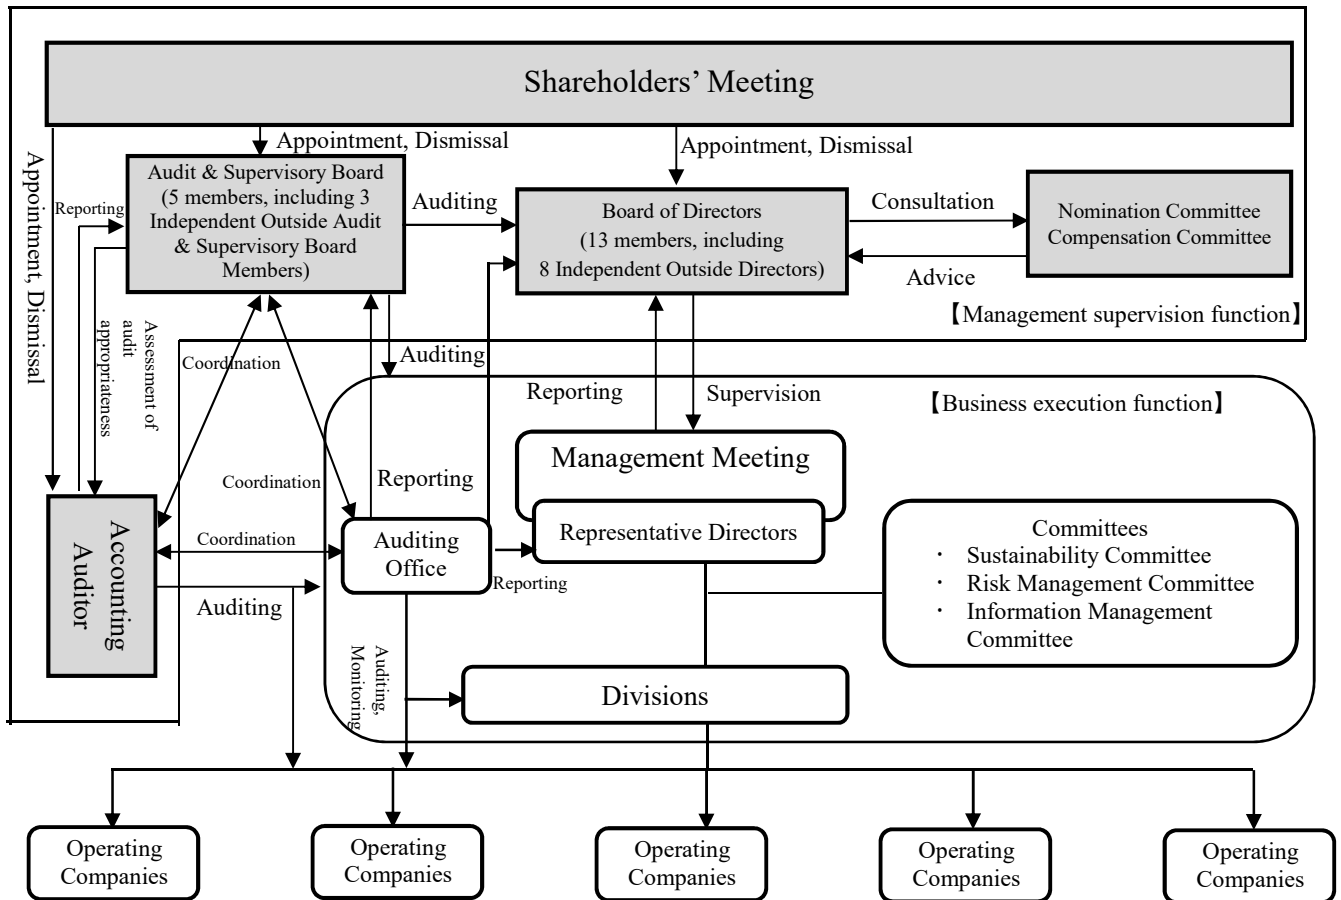 Shareholders’ Meeting
Appointment, Dismissal
Appointment, Dismissal
Appointment, Dismissal
Audit & Supervisory Board
(5 members, including 3
Independent Outside Audit
& Supervisory Board
Members)
Reporting
Auditing
Board of Directors
(13 members, including
8 Independent Outside Directors)
Consultation
Advice
Nomination Committee
Compensation Committee
【Management supervision function】
Assessment of
audit
appropriateness
Coordination
Auditing
Reporting
Supervision
【Business execution function】
Management Meeting
Representative Directors
Coordination
Reporting
Coordination
Auditing
Office
Reporting
Accounting
Auditor
Auditing
Committees
・ Sustainability Committee
・ Risk Management Committee
・ Information Management
Committee
Auditing,
Monitoring
Divisions
Operating
Companies
Operating
Companies
Operating
Companies
Operating
Companies
Operating
Companies